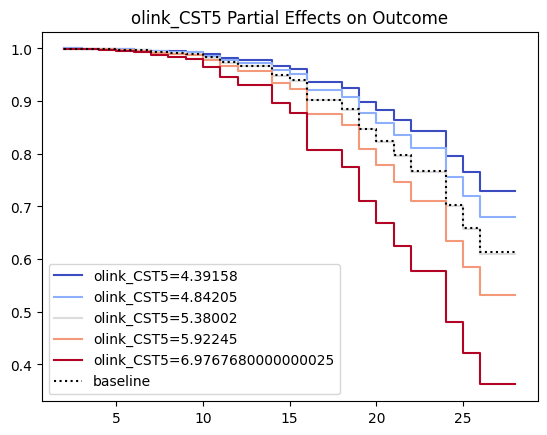 olink_CST5 Partial Effects on Outcome
1.0
0.9
0.8
0.7
0.6
0.5
0.4
olink_CST5=4.39158
olink_CST5=4.84205
olink_CST5=5.38002
olink_CST5=5.92245
olink_CST5=6.9767680000000025
baseline
5
10
15
20
25